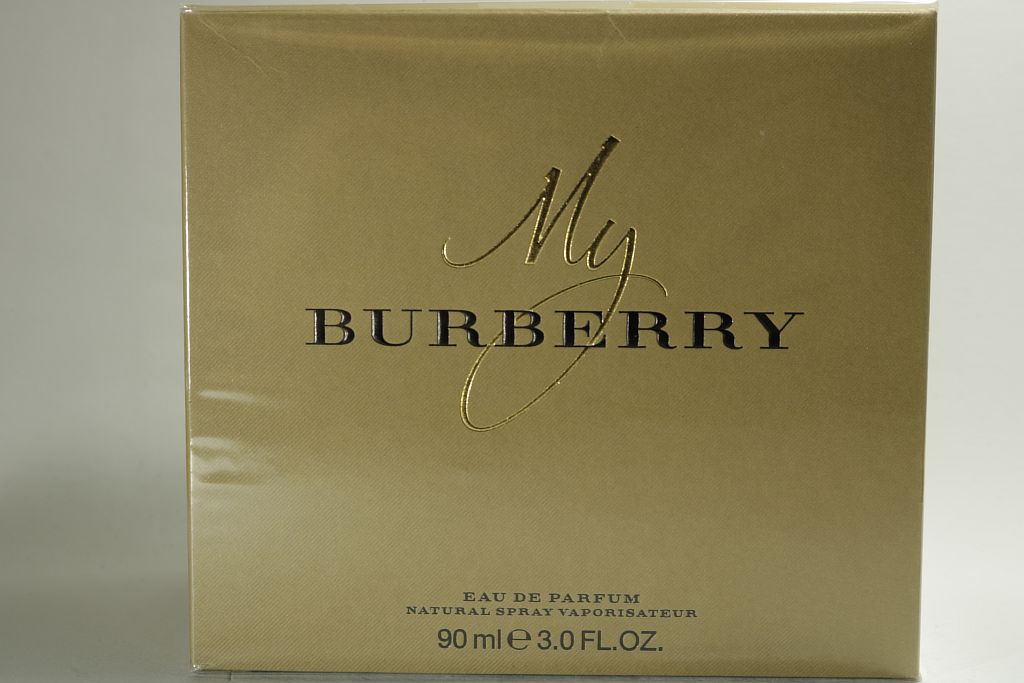 My
BURBERRY
EAU DE PARFUM
NATURAL SPRAY VAPORISATEUR
90 ml ℮ 3.0 FL.OZ.